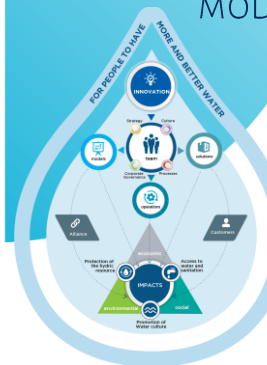 MOD
FOR PEOPLE TO HAVE
MORE AND BETTER WATER
INNOVATION
Strategy
Culture
models
team
solutions
Corporate
Governance
Processes
operation
Alliance
Customers
economic
Protection of
the hydric
resource
Access to
water and
sanitation
IMPACTS
environmental
social
Promotion of
Water culture